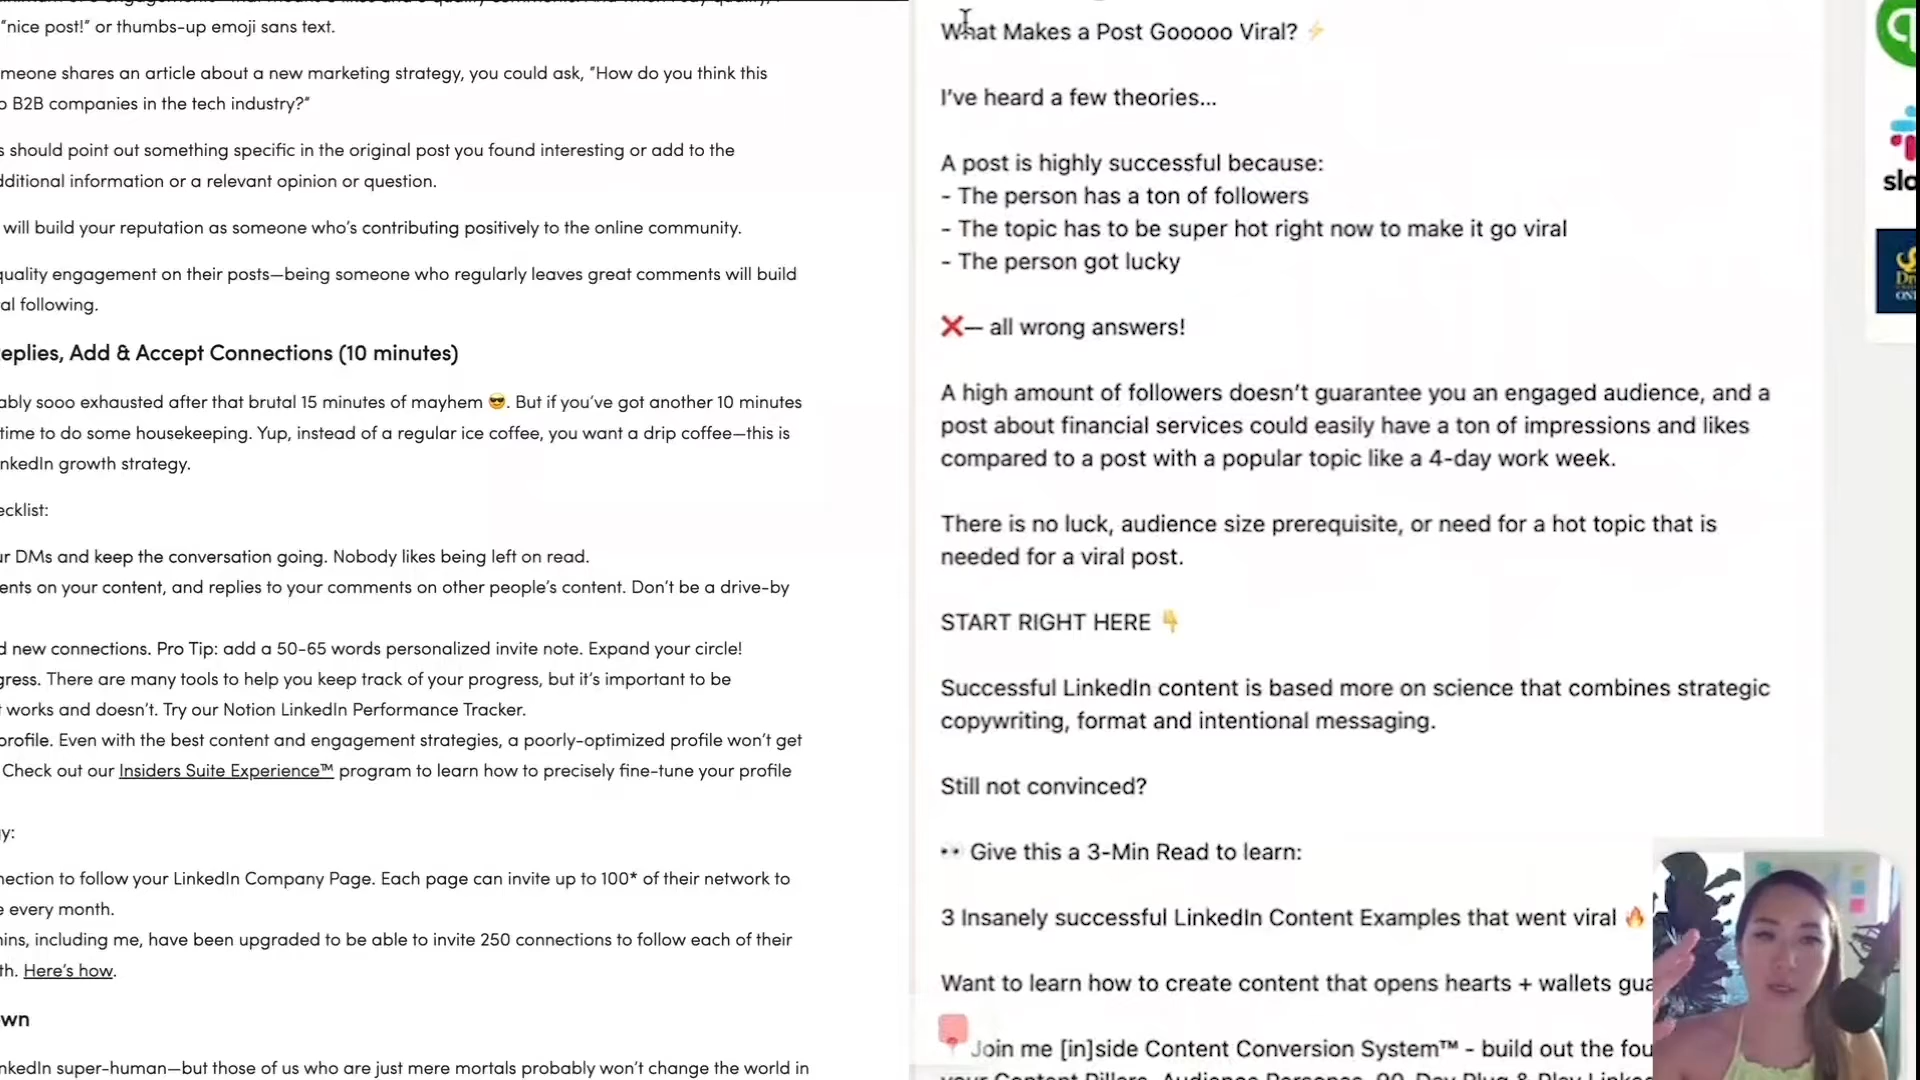 "nice post!" or thumbs-up emoji sans text.
meone shares an article about a new marketing strategy, you could ask, "How do you think this
o B2B companies in the tech industry?"
s should point out something specific in the original post you found interesting or add to the
dditional information or a relevant opinion or question.
will build your reputation as someone who's contributing positively to the online community.
quality engagement on their posts—being someone who regularly leaves great comments will build
al following.
eplies, Add & Accept Connections (10 minutes)
ably sooo exhausted after that brutal 15 minutes of mayhem 😎. But if you've got another 10 minutes
time to do some housekeeping. Yup, instead of a regular ice coffee, you want a drip coffee—this is
nkedIn growth strategy.
ecklist:
ur DMs and keep the conversation going. Nobody likes being left on read.
ents on your content, and replies to your comments on other people's content. Don't be a drive-by
d new connections. Pro Tip: add a 50-65 words personalized invite note. Expand your circle!
gress. There are many tools to help you keep track of your progress, but it's important to be
t works and doesn't. Try our Notion LinkedIn Performance Tracker.
profile. Even with the best content and engagement strategies, a poorly-optimized profile won't get
Check out our Insiders Suite Experience™ program to learn how to precisely fine-tune your profile
gy:
nection to follow your LinkedIn Company Page. Each page can invite up to 100* of their network to
e every month.
nins, including me, have been upgraded to be able to invite 250 connections to follow each of their
th. Here's how.
wn
nkedIn super-human—but those of us who are just mere mortals probably won't change the world in
What Makes a Post Gooooo Viral? ⚡
I've heard a few theories...
A post is highly successful because:
- The person has a ton of followers
- The topic has to be super hot right now to make it go viral
- The person got lucky
❌— all wrong answers!
A high amount of followers doesn't guarantee you an engaged audience, and a
post about financial services could easily have a ton of impressions and likes
compared to a post with a popular topic like a 4-day work week.
There is no luck, audience size prerequisite, or need for a hot topic that is
needed for a viral post.
START RIGHT HERE 👇
Successful LinkedIn content is based more on science that combines strategic
copywriting, format and intentional messaging.
Still not convinced?
👀 Give this a 3-Min Read to learn:
3 Insanely successful LinkedIn Content Examples that went viral 🔥
Want to learn how to create content that opens hearts + wallets gua
Join me [in]side Content Conversion System™ - build out the fou
your Content Pillars, Audience Personas, 90-Day Plug & Play Linke
slo